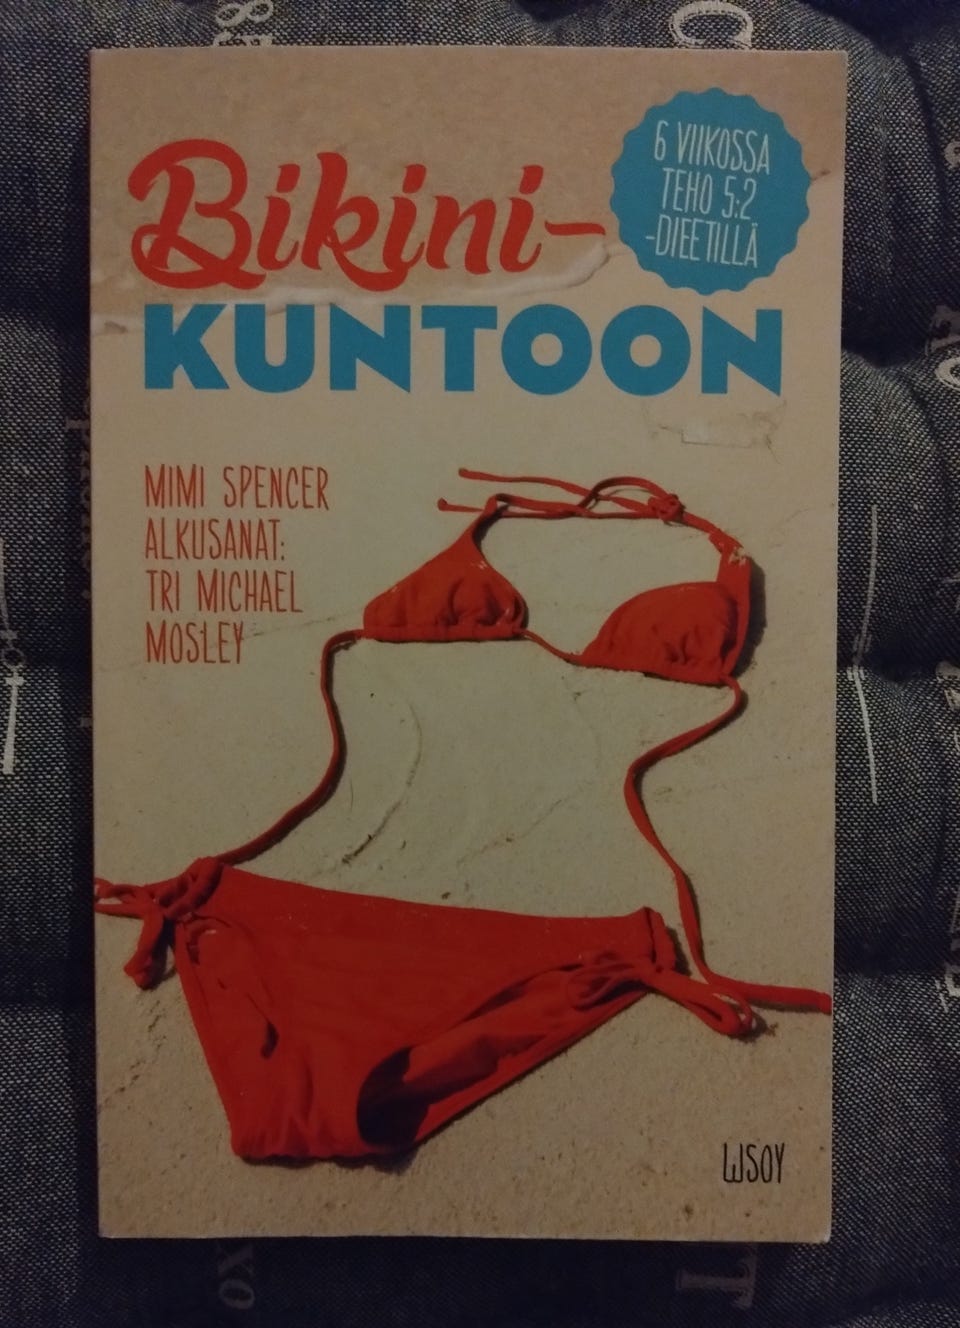 6 VIIKOSSA
TEHO 5:2
-DIEETILLÄ
Bikini-
KUNTOON
MIMI SPENCER
ALKUSANAT:
TRI MICHAEL
MOSLEY
WSOY